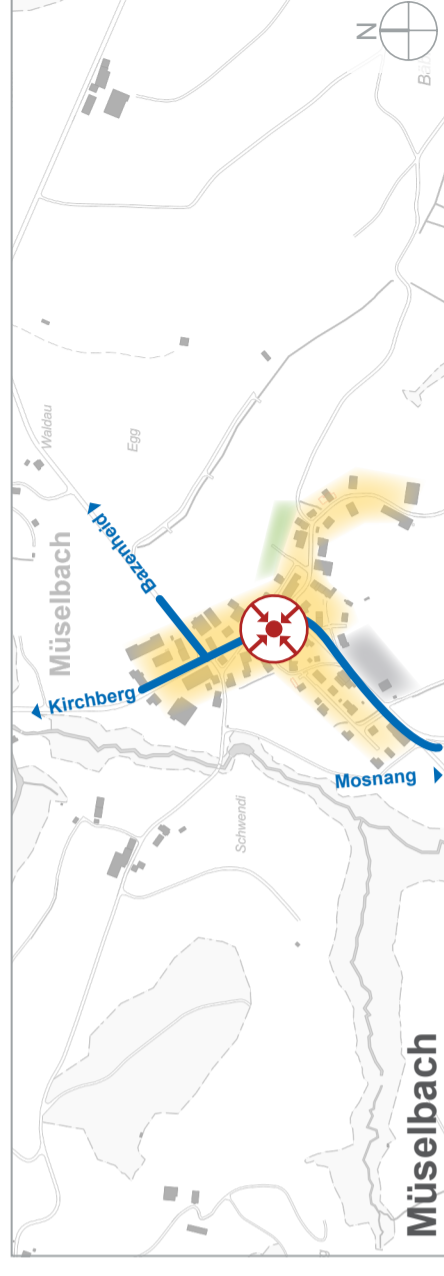 Müselbach
Müselbach
Waldau
Egg
Bazenheid
Kirchberg
Mosnang
Schwendi
N